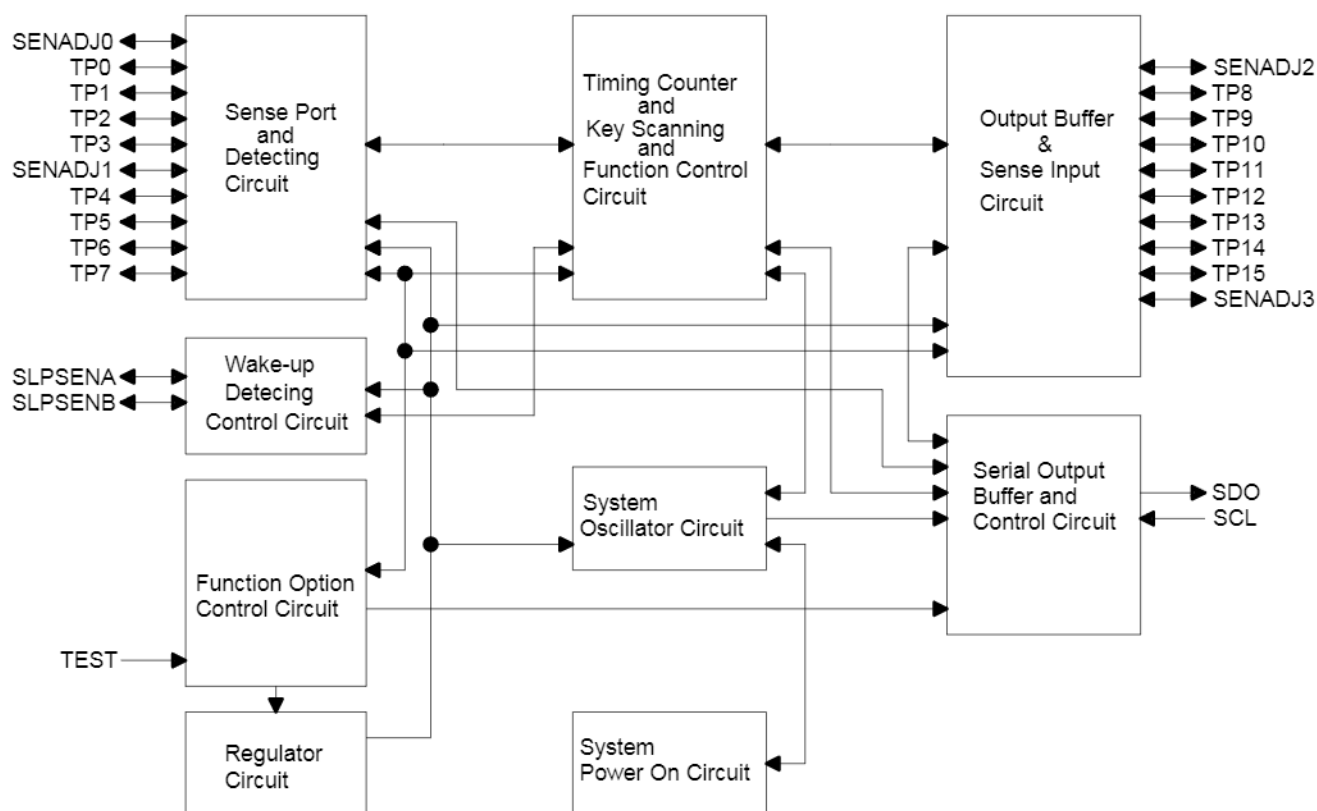 SENADJ0
TP0
TP1
TP2
TP3
SENADJ1
TP4
TP5
TP6
TP7
Sense Port
and
Detecting
Circuit
Timing Counter
and
Key Scanning
and
Function Control
Circuit
Output Buffer
&
Sense Input
Circuit
SENADJ2
TP8
TP9
TP10
TP11
TP12
TP13
TP14
TP15
SENADJ3
SLPSENA
SLPSENB
Wake-up
Detecing
Control Circuit
System
Oscillator Circuit
Serial Output
Buffer and
Control Circuit
SDO
SCL
Function Option
Control Circuit
TEST
Regulator
Circuit
System
Power On Circuit